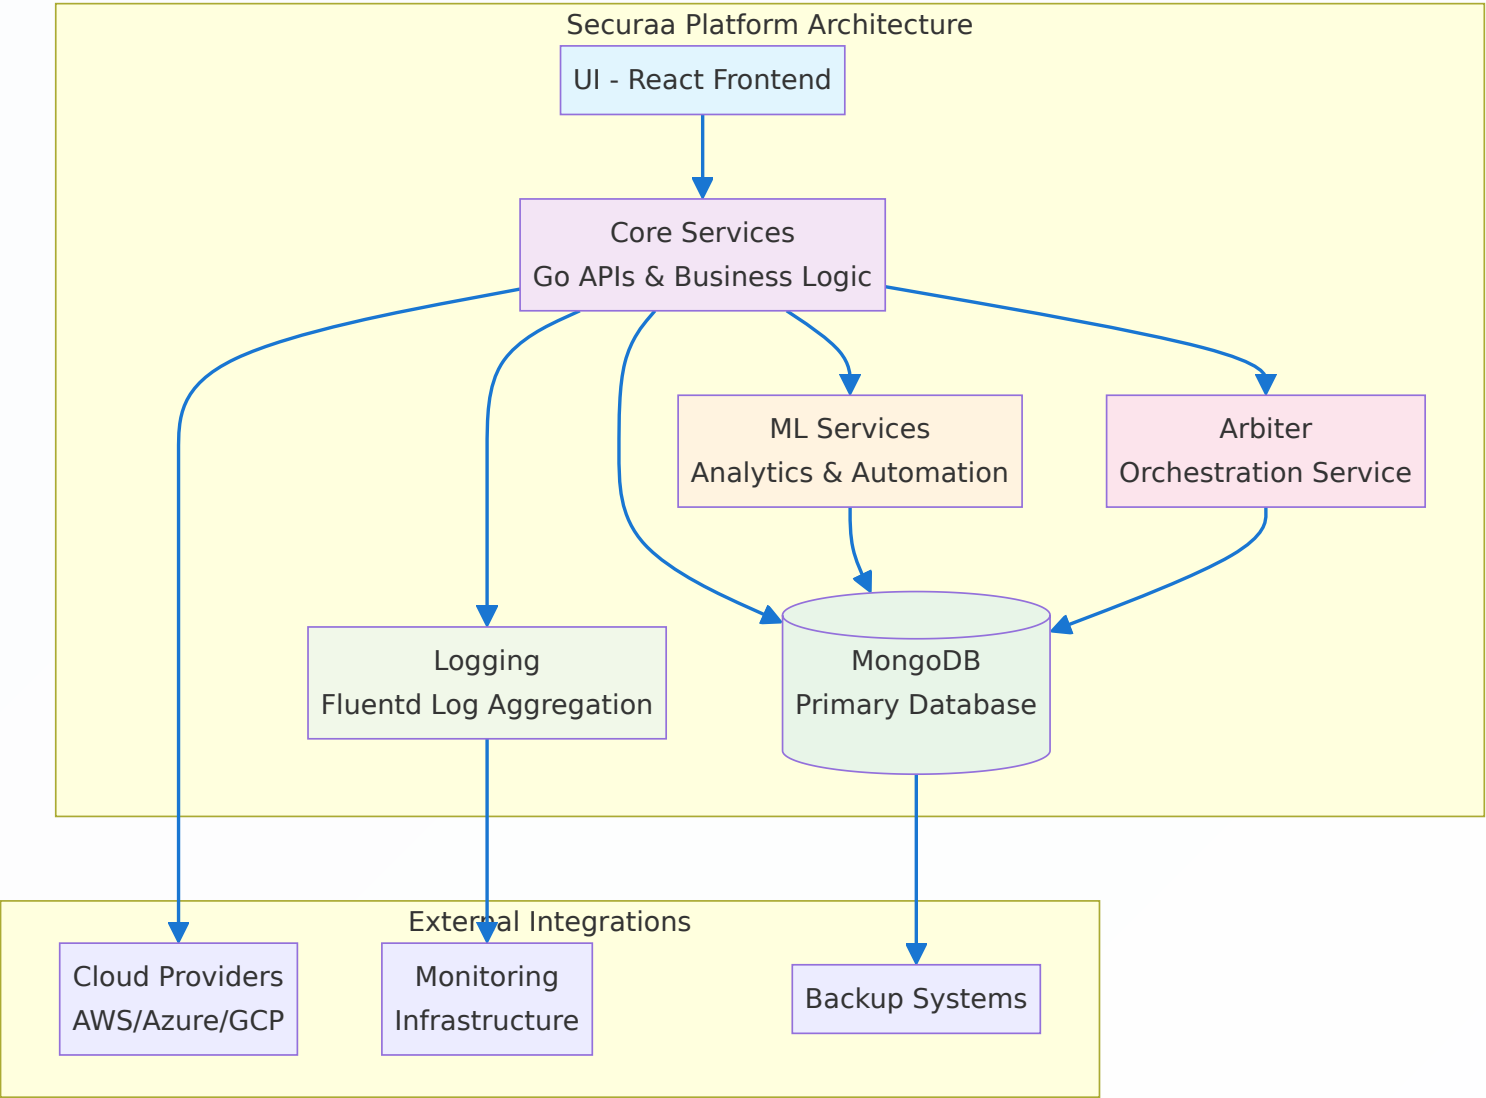 Securaa Platform Architecture
UI - React Frontend
Core Services
Go APIs & Business Logic
ML Services
Analytics & Automation
Arbiter
Orchestration Service
Logging
Fluentd Log Aggregation
MongoDB
Primary Database
External Integrations
Cloud Providers
AWS/Azure/GCP
Monitoring
Infrastructure
Backup Systems